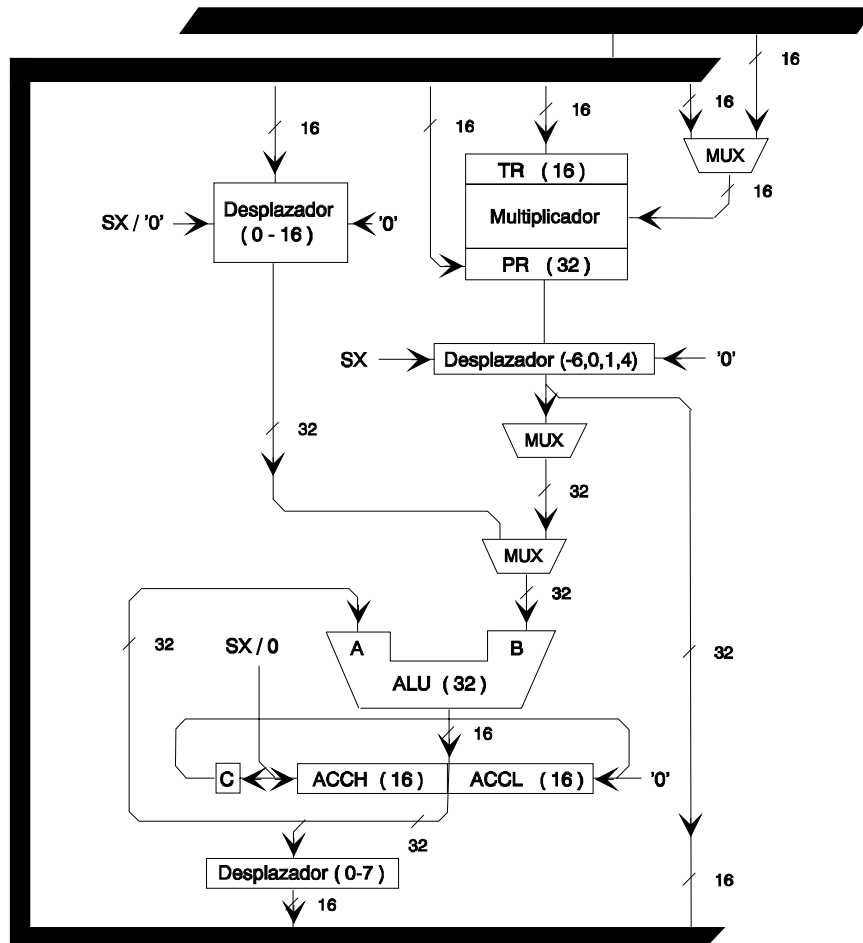 16
16
16
16
16
MUX
TR ( 16 )
16
Desplazador
( 0 - 16 )
SX / '0'
'0'
Multiplicador
PR ( 32 )
SX
Desplazador (-6,0,1,4)
'0'
32
MUX
32
MUX
32
32
SX / 0
A
B
32
ALU ( 32 )
16
C
ACCH ( 16 )
ACCL ( 16 )
'0'
32
Desplazador ( 0-7 )
16
16